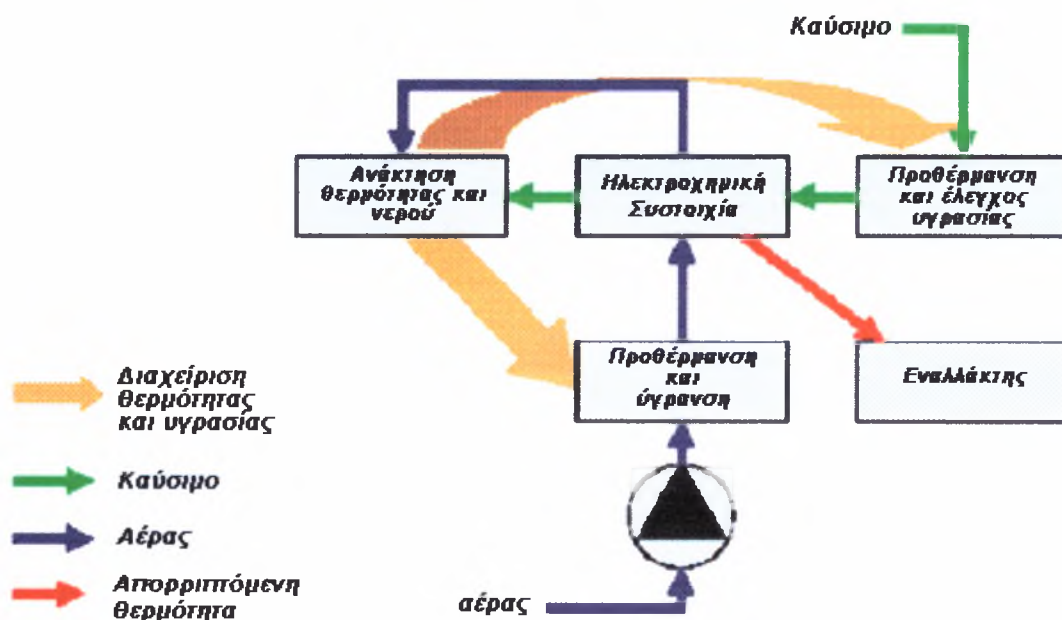 Καύσιμο
Ανάκτηση
θερμότητας και
νερού
Ηλεκτροχημική
Συστοιχία
Προθέρμανση
και έλεγχος
υγρασίας
Προθέρμανση
και
ύγρανση
Εναλλάκτης
Διαχείριση
θερμότητας
και υγρασίας
Καύσιμο
Αέρας
Απορριπτόμενη
θερμότητα
αέρας